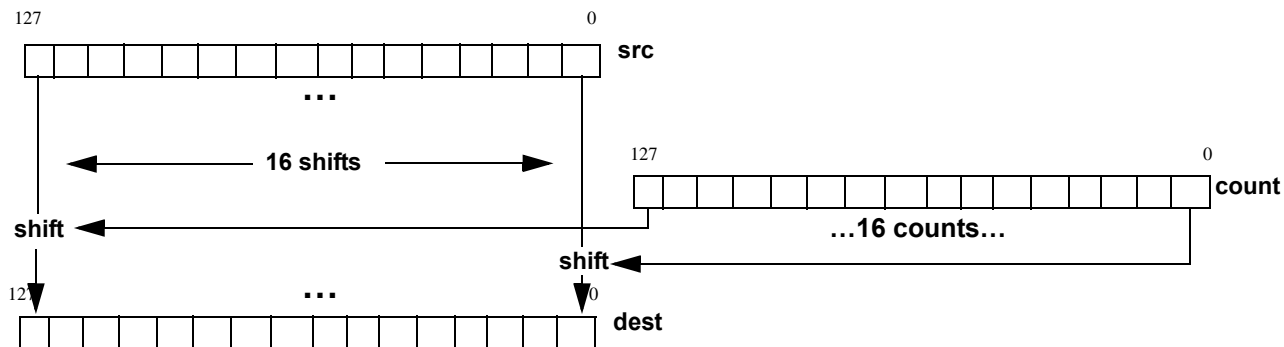 127 0
src
...
16 shifts
127 0
count
shift
...16 counts...
shift
...
127 0
dest